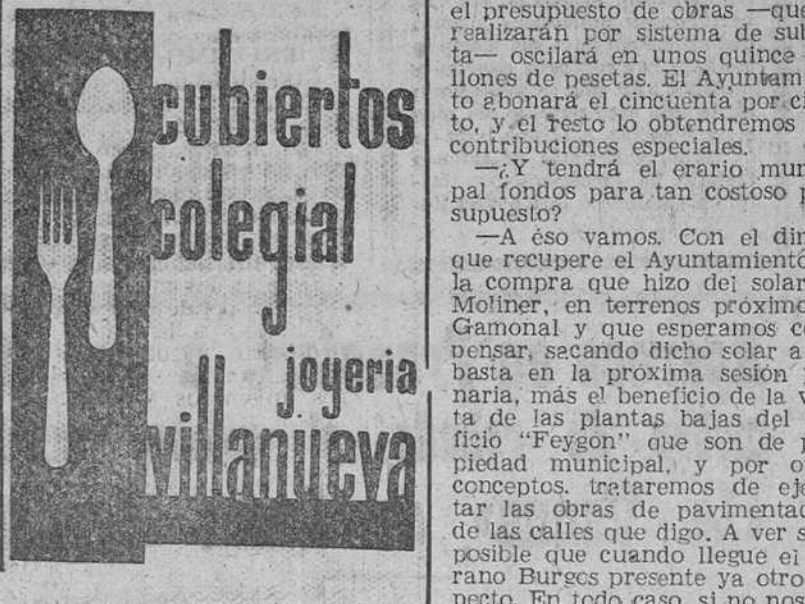 cubiertos
colegial
joyeria
villanueva
el presupuesto de obras —que
realizarán por sistema de sub
ta— oscilará en unos quince
llones de pesetas. El Ayuntam
to abonará el cincuenta por ci
to, y el resto lo obtendremos
contribuciones especiales.
—¿Y tendrá el erario mun
pal fondos para tan costoso p
supuesto?
—A éso vamos. Con el din
que recupere el Ayuntamiento
la compra que hizo del solar
Moliner, en terrenos próximo
Gamonal y que esperamos co
pensar, sacando dicho solar a
basta en la próxima sesión
naria, más el beneficio de la v
ta de las plantas bajas del
ficio "Feygon" que son de p
piedad municipal, y por o
conceptos. trataremos de eje
tar las obras de pavimentac
de las calles que digo. A ver s
posible que cuando llegue el
rano Burgos presente ya otro
pecto. En todo caso, si no nos